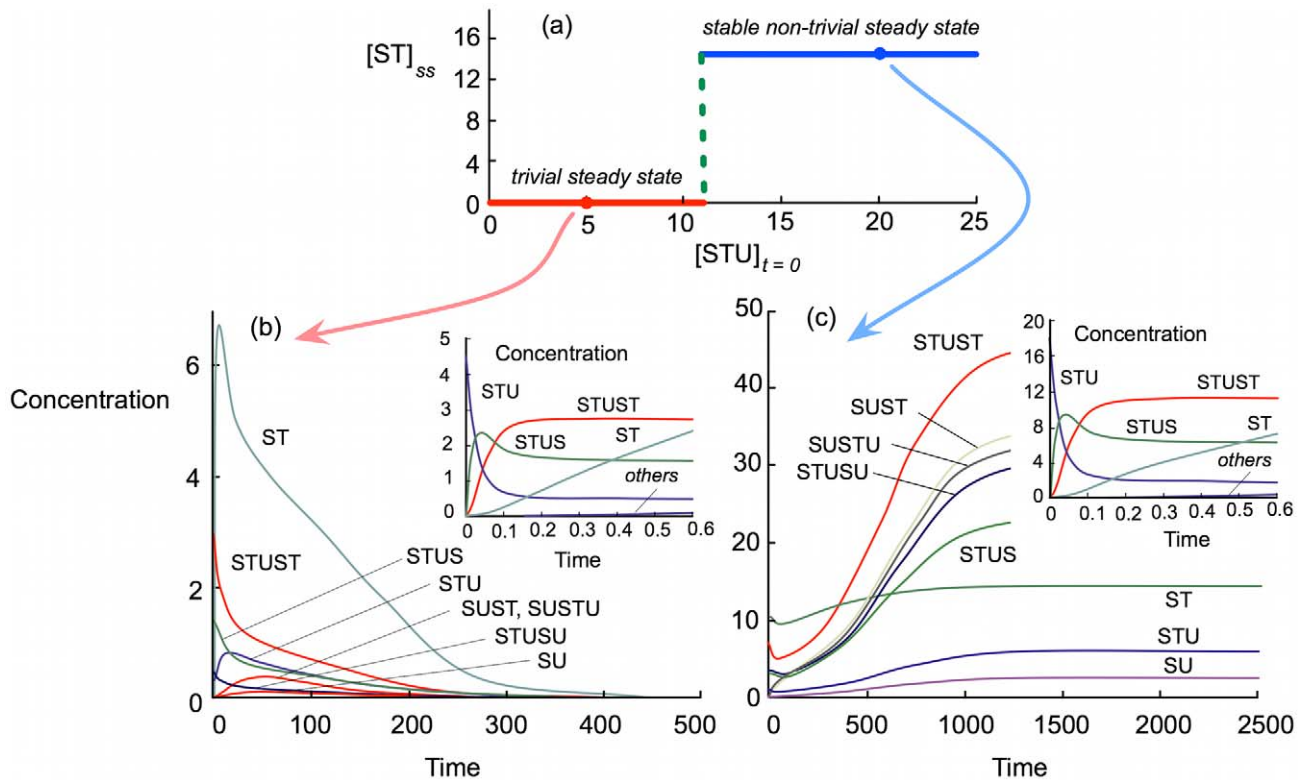 (a)
stable non-trivial steady state
[ST]ss
16
12
8
4
0
trivial steady state
0 5 10 15 20 25
[STU]t = 0
(b)
Concentration
6
4
2
0
ST
STUST
STUS
STU
SUST, SUSTU
STUSU
SU
0 100 200 300 400 500
Time
5
4
3
2
1
0
Concentration
STU
STUST
STUS
ST
others
0 0.1 0.2 0.3 0.4 0.5 0.6
Time
(c)
50
40
30
20
10
0
STUST
SUST
SUSTU
STUSU
STUS
ST
STU
SU
0 500 1000 1500 2000 2500
Time
20
16
12
8
4
0
Concentration
STU
STUST
STUS
ST
others
0 0.1 0.2 0.3 0.4 0.5 0.6
Time